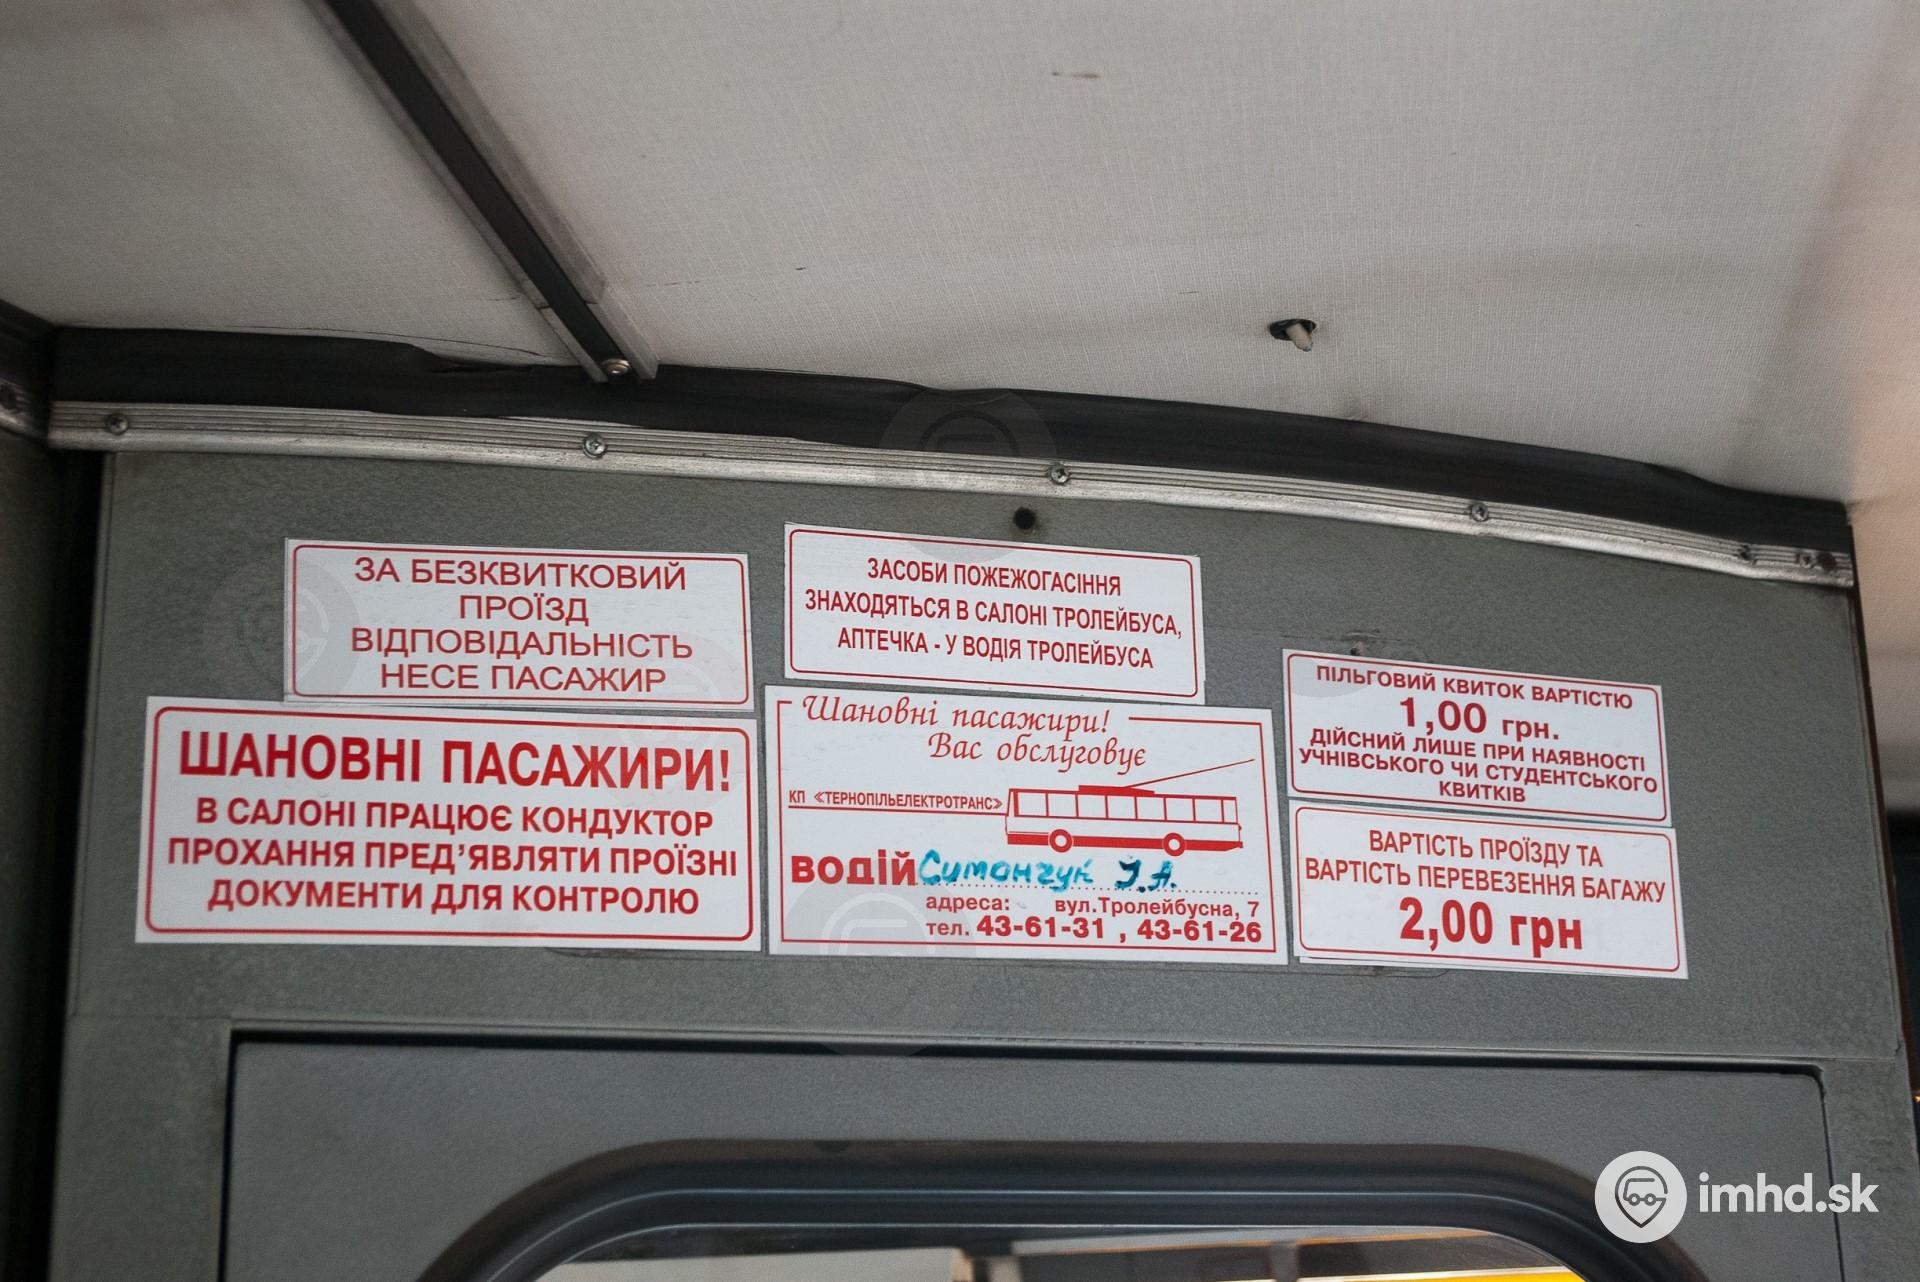 ЗА БЕЗКВИТКОВИЙ
ПРОЇЗД
ВІДПОВІДАЛЬНІСТЬ
НЕСЕ ПАСАЖИР
ШАНОВНІ ПАСАЖИРИ!
В САЛОНІ ПРАЦЮЄ КОНДУКТОР
ПРОХАННЯ ПРЕД’ЯВЛЯТИ ПРОЇЗНІ
ДОКУМЕНТИ ДЛЯ КОНТРОЛЮ
ЗАСОБИ ПОЖЕЖОГАСІННЯ
ЗНАХОДЯТЬСЯ В САЛОНІ ТРОЛЕЙБУСА,
АПТЕЧКА - У ВОДІЯ ТРОЛЕЙБУСА
Шановні пасажири!
Вас обслуговує
КП «ТЕРНОПІЛЬЕЛЕКТРОТРАНС»
водій Симончук І.А.
адреса: вул.Тролейбусна, 7
тел. 43-61-31 , 43-61-26
ПІЛЬГОВИЙ КВИТОК ВАРТІСТЮ
1,00 грн.
ДІЙСНИЙ ЛИШЕ ПРИ НАЯВНОСТІ
УЧНІВСЬКОГО ЧИ СТУДЕНТСЬКОГО
КВИТКІВ
ВАРТІСТЬ ПРОЇЗДУ ТА
ВАРТІСТЬ ПЕРЕВЕЗЕННЯ БАГАЖУ
2,00 грн
imhd.sk